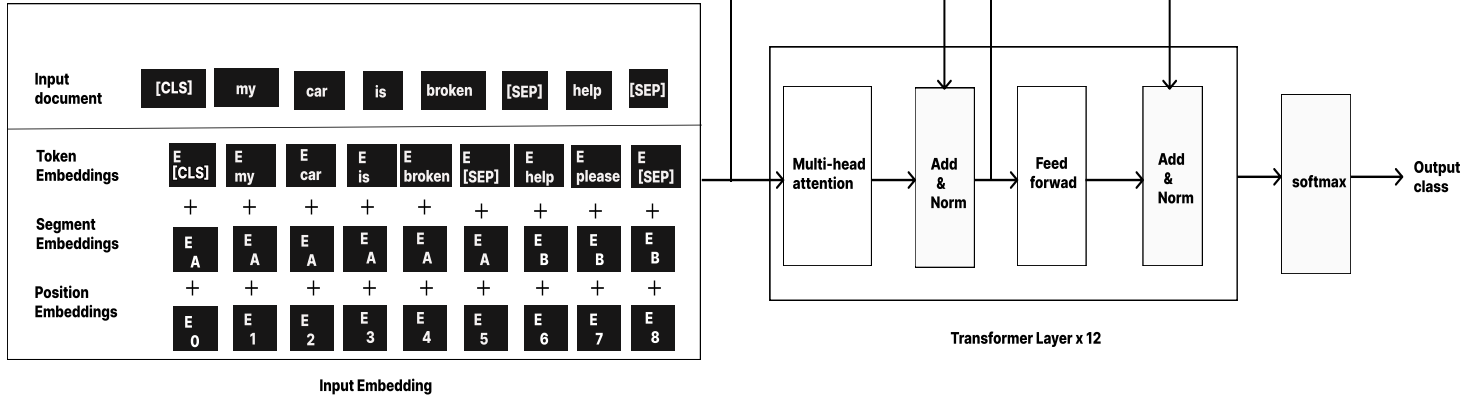 Input
document
[CLS] my car is broken [SEP] help [SEP]
Token
Embeddings
E [CLS] E my E car E is E broken E [SEP] E help E please E [SEP]
+ + + + + + + + +
Segment
Embeddings
E A E A E A E A E A E A E B E B E B
+ + + + + + + + +
Position
Embeddings
E 0 E 1 E 2 E 3 E 4 E 5 E 6 E 7 E 8
Input Embedding
Multi-head
attention
Add
&
Norm
Feed
forwad
Add
&
Norm
Transformer Layer x 12
softmax
Output
class